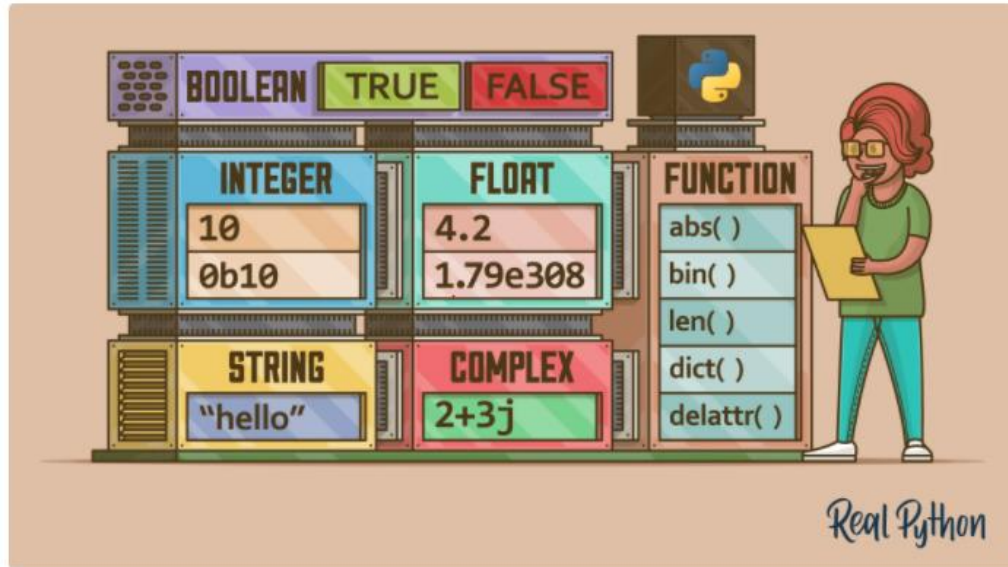 BOOLEAN TRUE FALSE
INTEGER
10
0b10
FLOAT
4.2
1.79e308
STRING
“hello”
COMPLEX
2+3j
FUNCTION
abs( )
bin( )
len( )
dict( )
delattr( )
Real Python